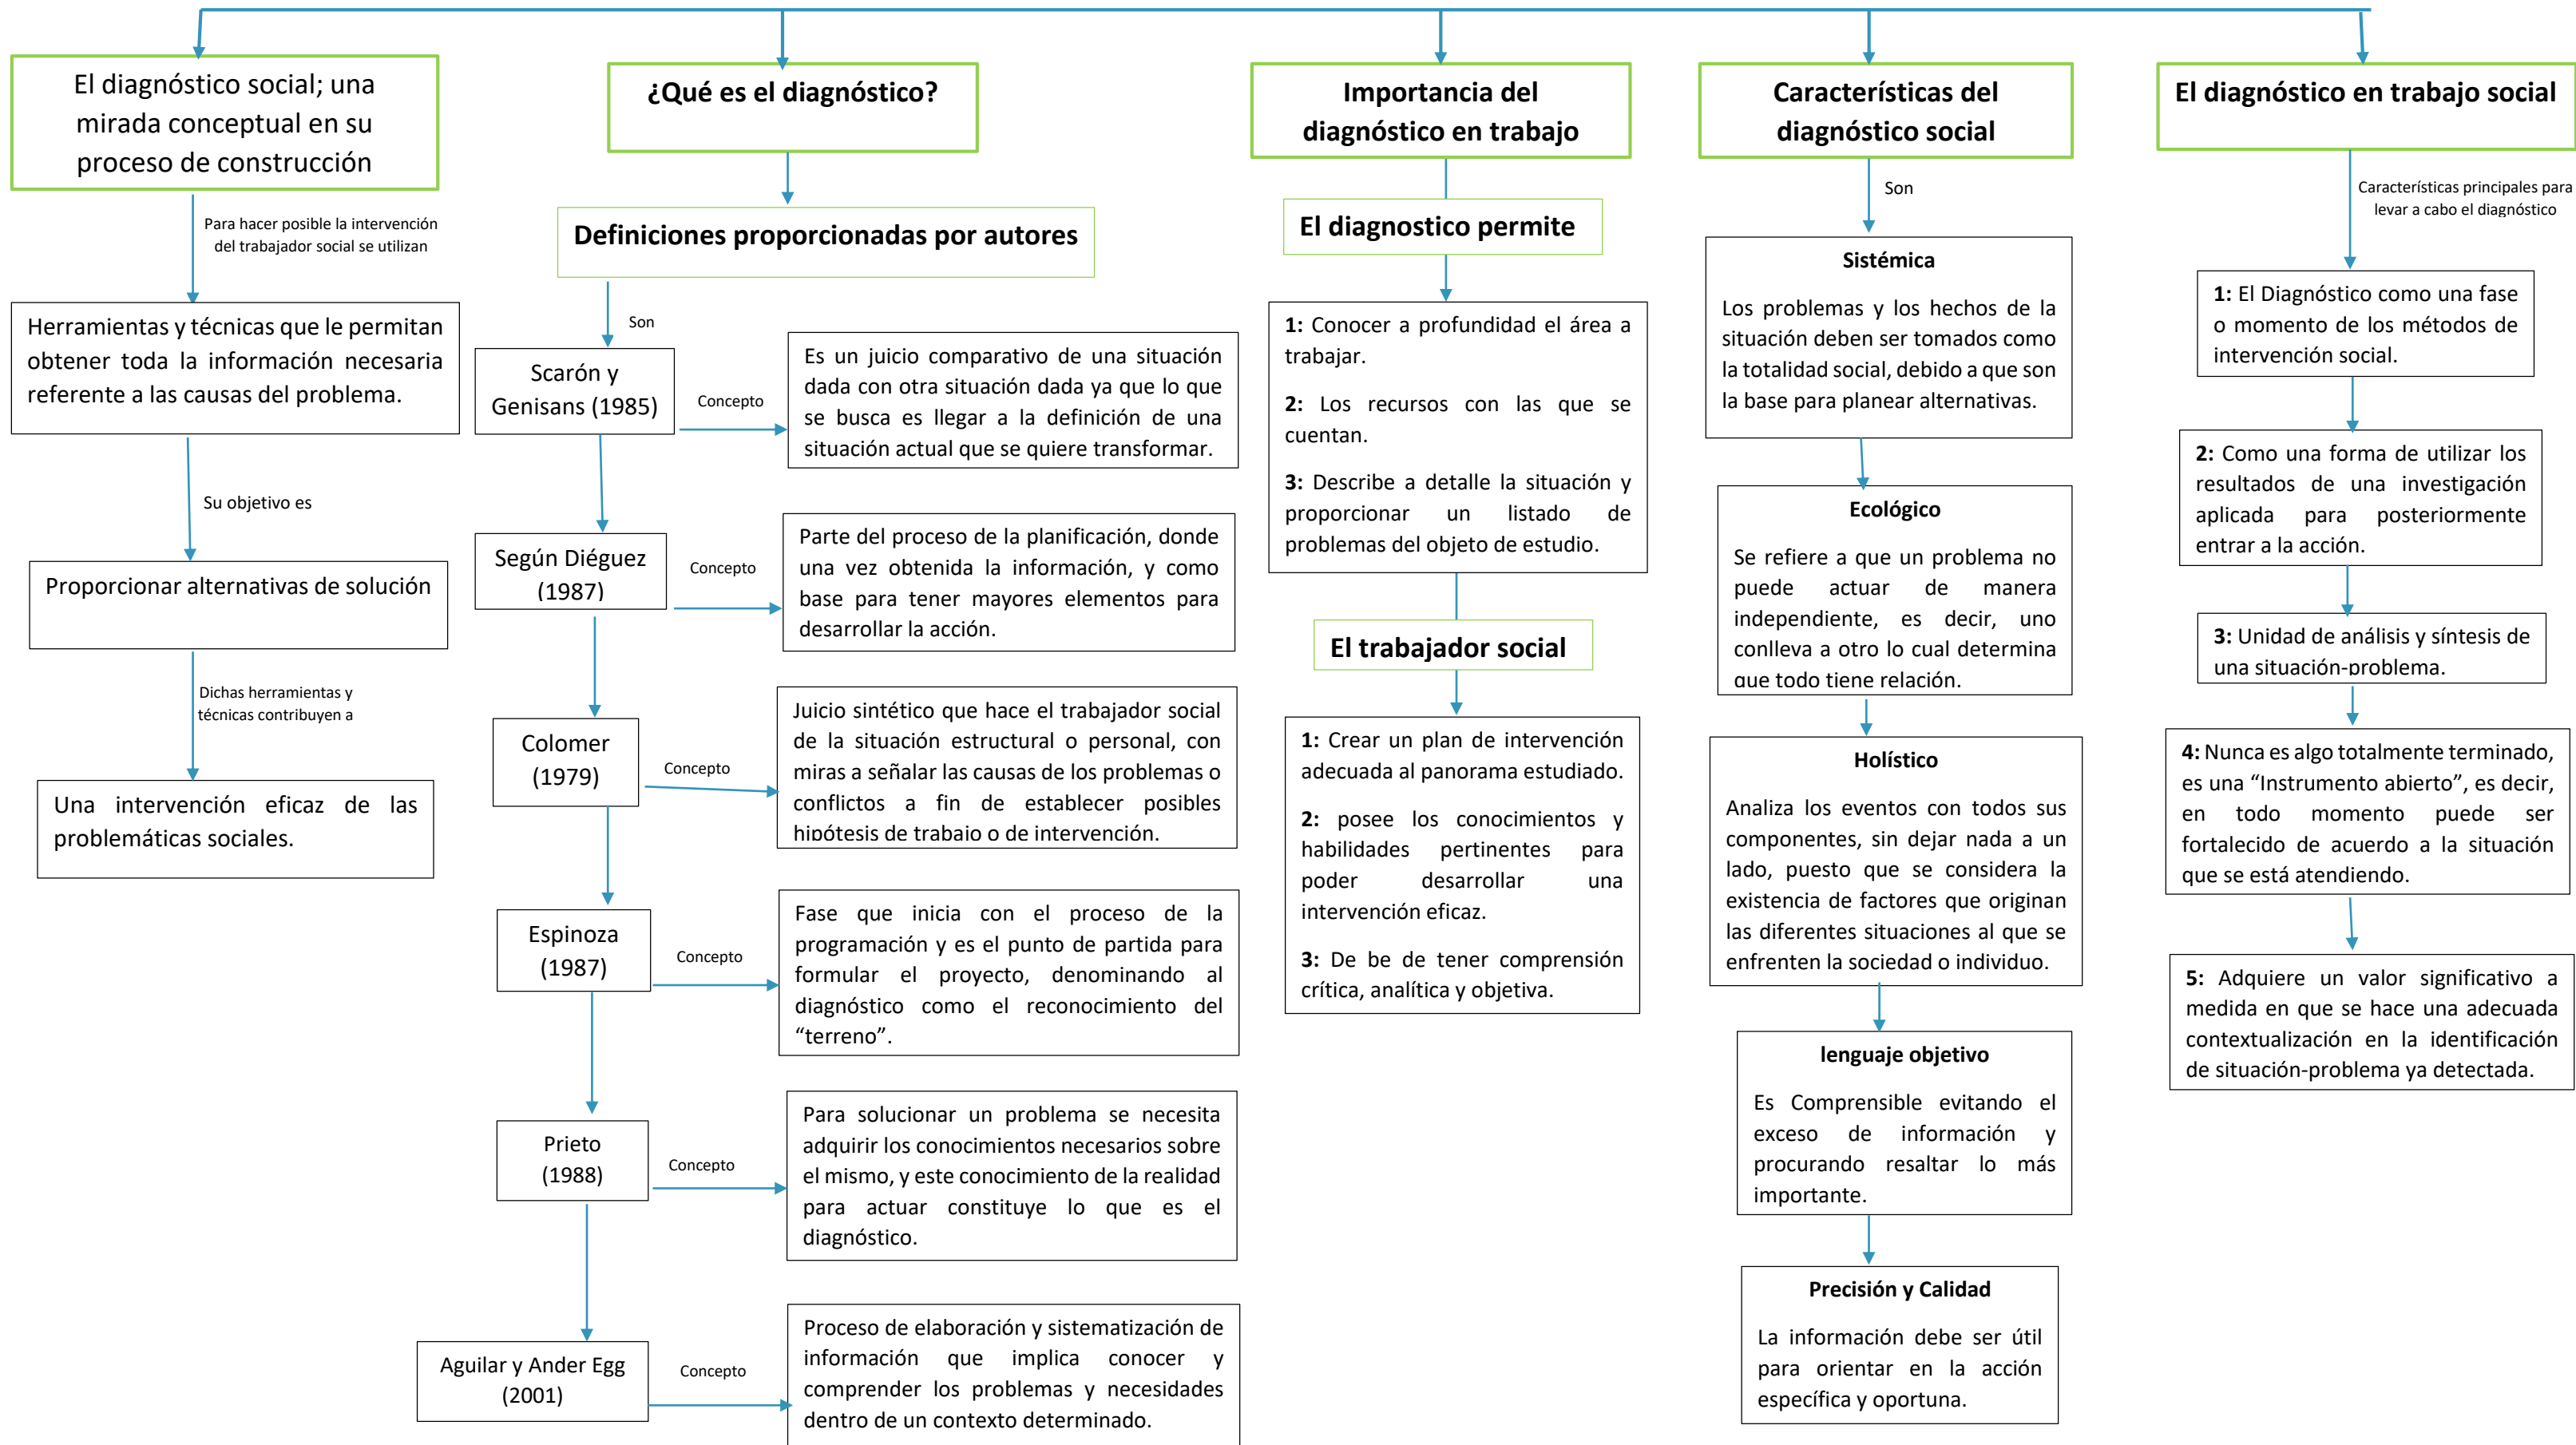 El diagnóstico social; una
mirada conceptual en su
proceso de construcción
Para hacer posible la intervención
del trabajador social se utilizan
Herramientas y técnicas que le permitan
obtener toda la información necesaria
referente a las causas del problema.
Su objetivo es
Proporcionar alternativas de solución
Dichas herramientas y
técnicas contribuyen a
Una intervención eficaz de las
problemáticas sociales.
¿Qué es el diagnóstico?
Definiciones proporcionadas por autores
Son
Scarón y
Genisans (1985)
Concepto
Es un juicio comparativo de una situación
dada con otra situación dada ya que lo que
se busca es llegar a la definición de una
situación actual que se quiere transformar.
Según Diéguez
(1987)
Concepto
Parte del proceso de la planificación, donde
una vez obtenida la información, y como
base para tener mayores elementos para
desarrollar la acción.
Colomer
(1979)
Concepto
Juicio sintético que hace el trabajador social
de la situación estructural o personal, con
miras a señalar las causas de los problemas o
conflictos a fin de establecer posibles
hipótesis de trabajo o de intervención.
Espinoza
(1987)
Concepto
Fase que inicia con el proceso de la
programación y es el punto de partida para
formular el proyecto, denominando al
diagnóstico como el reconocimiento del
“terreno”.
Prieto
(1988)
Concepto
Para solucionar un problema se necesita
adquirir los conocimientos necesarios sobre
el mismo, y este conocimiento de la realidad
para actuar constituye lo que es el
diagnóstico.
Aguilar y Ander Egg
(2001)
Concepto
Proceso de elaboración y sistematización de
información que implica conocer y
comprender los problemas y necesidades
dentro de un contexto determinado.
Importancia del
diagnóstico en trabajo
El diagnostico permite
1: Conocer a profundidad el área a
trabajar.
2: Los recursos con las que se
cuentan.
3: Describe a detalle la situación y
proporcionar un listado de
problemas del objeto de estudio.
El trabajador social
1: Crear un plan de intervención
adecuada al panorama estudiado.
2: posee los conocimientos y
habilidades pertinentes para
poder desarrollar una
intervención eficaz.
3: De be de tener comprensión
crítica, analítica y objetiva.
Características del
diagnóstico social
Son
Sistémica
Los problemas y los hechos de la
situación deben ser tomados como
la totalidad social, debido a que son
la base para planear alternativas.
Ecológico
Se refiere a que un problema no
puede actuar de manera
independiente, es decir, uno
conlleva a otro lo cual determina
que todo tiene relación.
Holístico
Analiza los eventos con todos sus
componentes, sin dejar nada a un
lado, puesto que se considera la
existencia de factores que originan
las diferentes situaciones al que se
enfrenten la sociedad o individuo.
lenguaje objetivo
Es Comprensible evitando el
exceso de información y
procurando resaltar lo más
importante.
Precisión y Calidad
La información debe ser útil
para orientar en la acción
específica y oportuna.
El diagnóstico en trabajo social
Características principales para
levar a cabo el diagnóstico
1: El Diagnóstico como una fase
o momento de los métodos de
intervención social.
2: Como una forma de utilizar los
resultados de una investigación
aplicada para posteriormente
entrar a la acción.
3: Unidad de análisis y síntesis de
una situación-problema.
4: Nunca es algo totalmente terminado,
es una “Instrumento abierto”, es decir,
en todo momento puede ser
fortalecido de acuerdo a la situación
que se está atendiendo.
5: Adquiere un valor significativo a
medida en que se hace una adecuada
contextualización en la identificación
de situación-problema ya detectada.